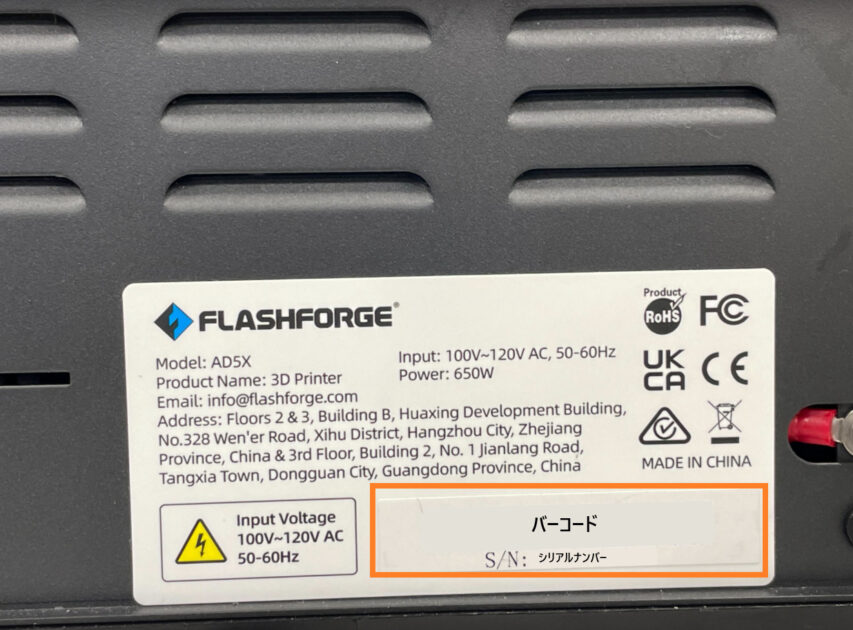 FLASHFORGE®
Model: AD5X
Product Name: 3D Printer
Email: info@flashforge.com
Input: 100V~120V AC, 50-60Hz
Power: 650W
Address: Floors 2 & 3, Building B, Huaxing Development Building,
No.328 Wen'er Road, Xihu District, Hangzhou City, Zhejiang
Province, China & 3rd Floor, Building 2, No. 1 Jianlang Road,
Tangxia Town, Dongguan City, Guangdong Province, China
Product
RoHS
FC
UK
CA
CE
MADE IN CHINA
Input Voltage
100V~120V AC
50-60Hz
バーコード
S/N: シリアルナンバー